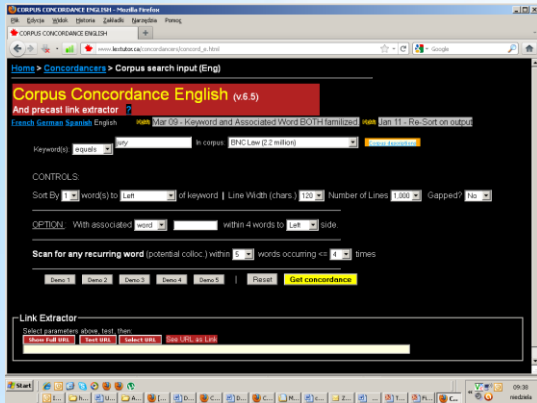 CORPUS CONCORDANCE ENGLISH - Mozilla Firefox
Plik Edycja Widok Historia Zakładki Narzędzia Pomoc
CORPUS CONCORDANCE ENGLISH
www.lextutor.ca/concordancers/concord_e.html
Google
Home > Concordancers > Corpus search input (Eng)
Corpus Concordance English (v.6.5)
And precast link extractor ?
French German Spanish English Mar 09 - Keyword and Associated Word BOTH familized Jan 11 - Re-Sort on output
Keyword(s): equals jury In corpus BNC Law (2.2 million) Corpus descriptions
CONTROLS:
Sort By 1 word(s) to Left of keyword || Line Width (chars.) 120 Number of Lines 1,000 Gapped? No
OPTION: With associated word within 4 words to Left side.
Scan for any recurring word (potential colloc.) within 5 words occurring <= 4 times
Demo 1 Demo 2 Demo 3 Demo 4 Demo 5 | Reset Get concordance
Link Extractor
Select parameters above, test, then:
Show Full URL Test URL Select URL See URL as Link
Start
09:38
niedziela